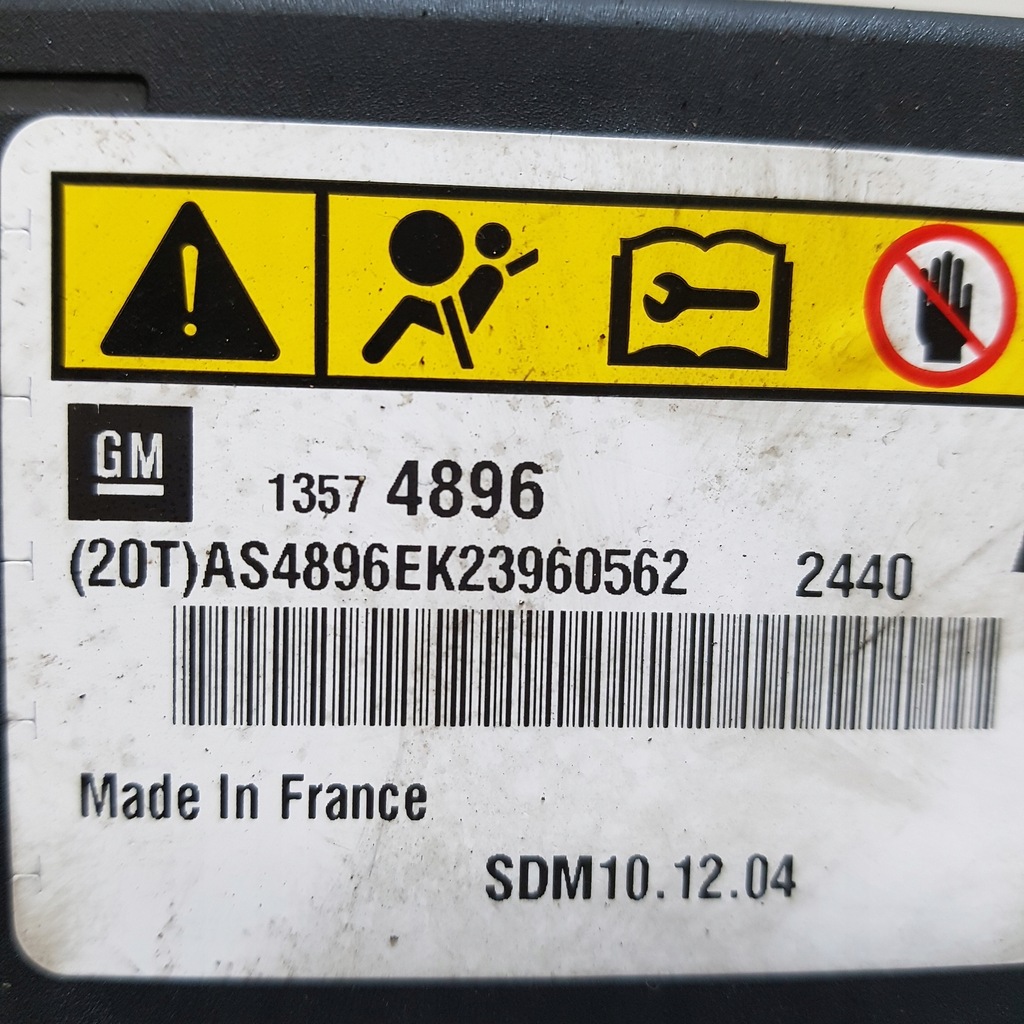 GM
1357 4896
(20T)AS4896EK23960562 2440
Made In France
SDM10.12.04